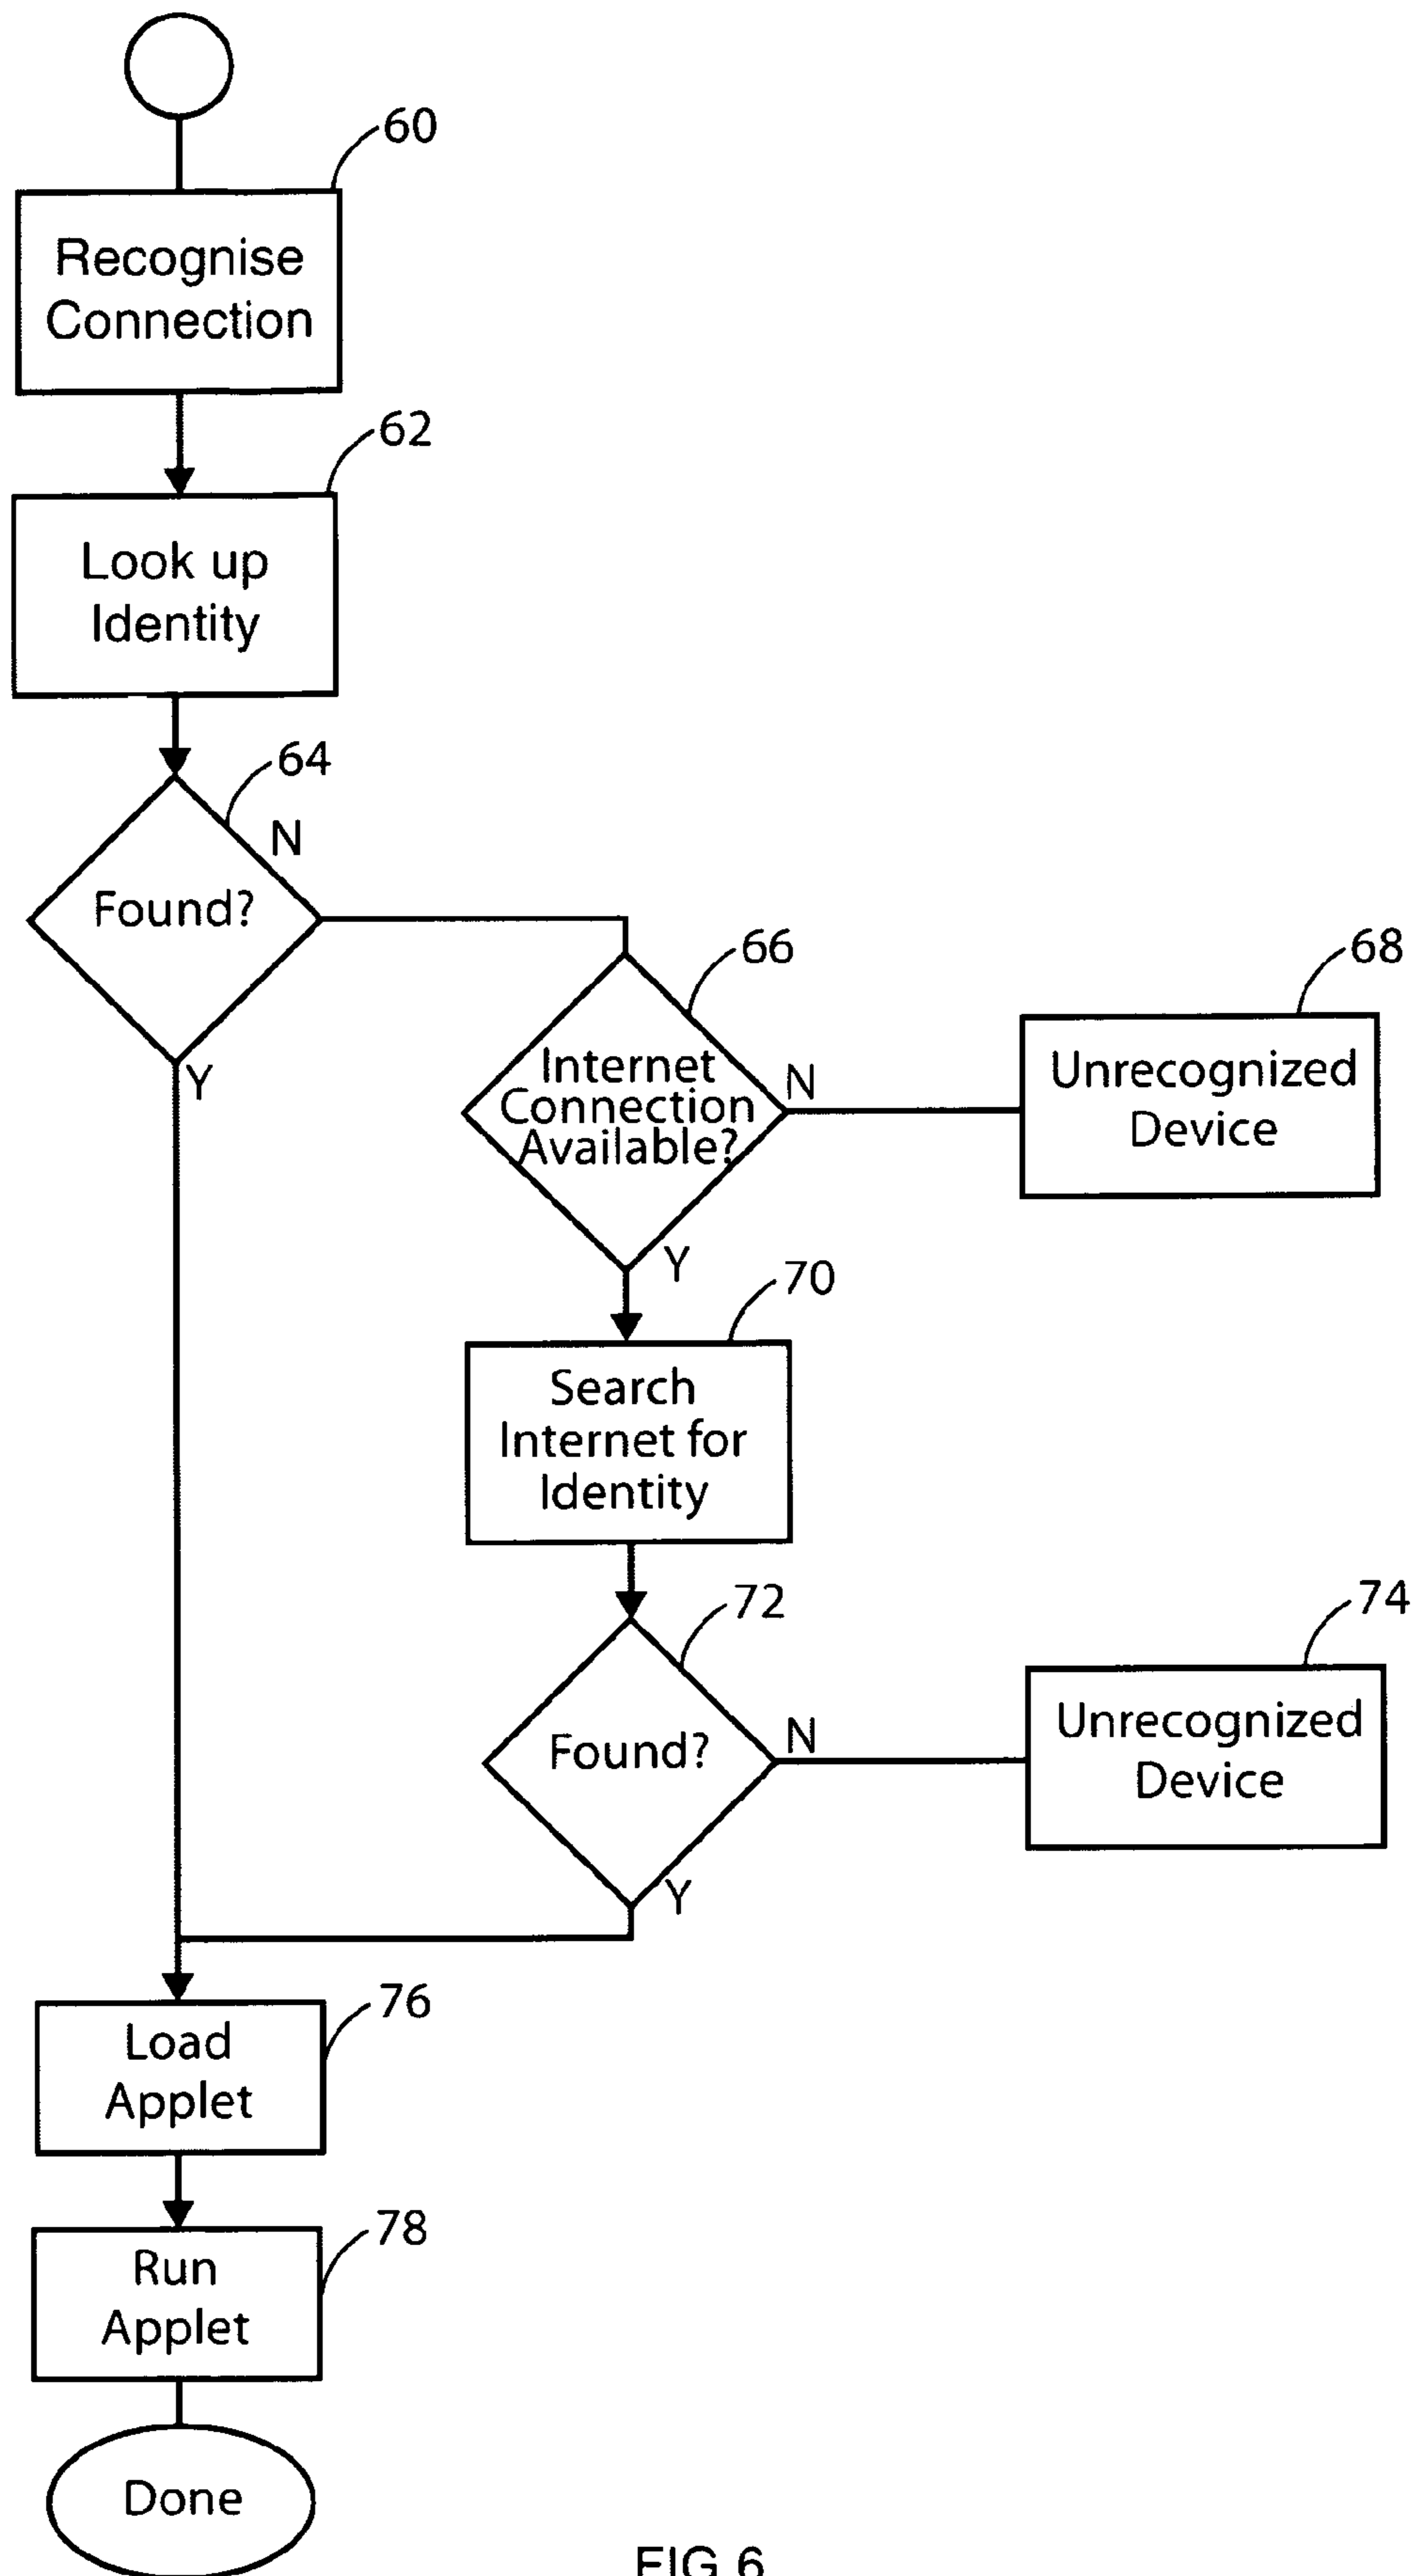 60
Recognise
Connection
62
Look up
Identity
64
N
Found?
Y
66
Internet
Connection
Available?
N
Y
68
Unrecognized
Device
70
Search
Internet for
Identity
72
Found?
N
Y
74
Unrecognized
Device
76
Load
Applet
78
Run
Applet
Done
FIG 6